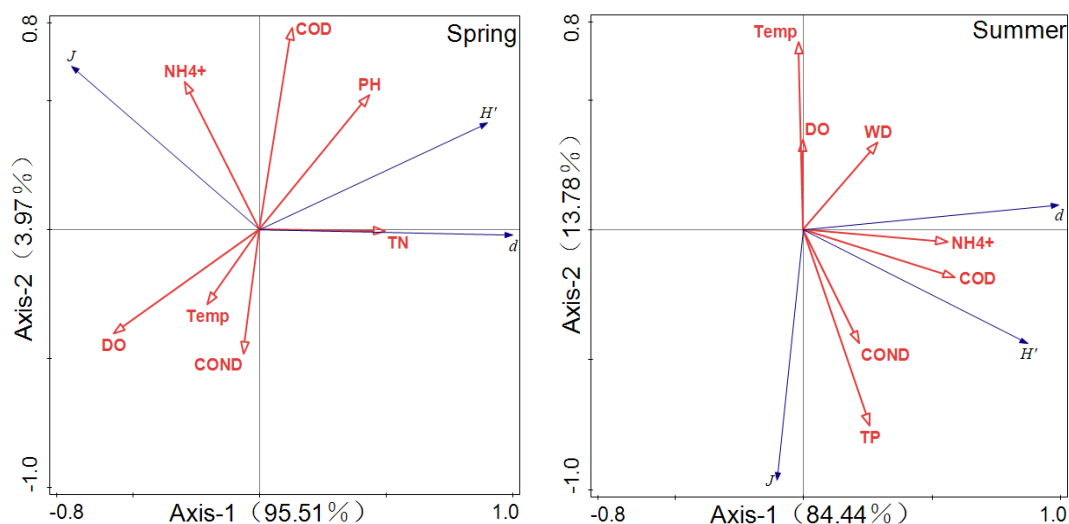 0.8
Spring
COD
J
NH4+
PH
H'
TN
d
Temp
DO
COND
Axis-2（3.97%）
-1.0
-0.8
Axis-1（95.51%）
1.0
0.8
Summer
Temp
DO
WD
d
NH4+
COD
COND
H'
TP
J
Axis-2（13.78%）
-1.0
-0.8
Axis-1（84.44%）
1.0